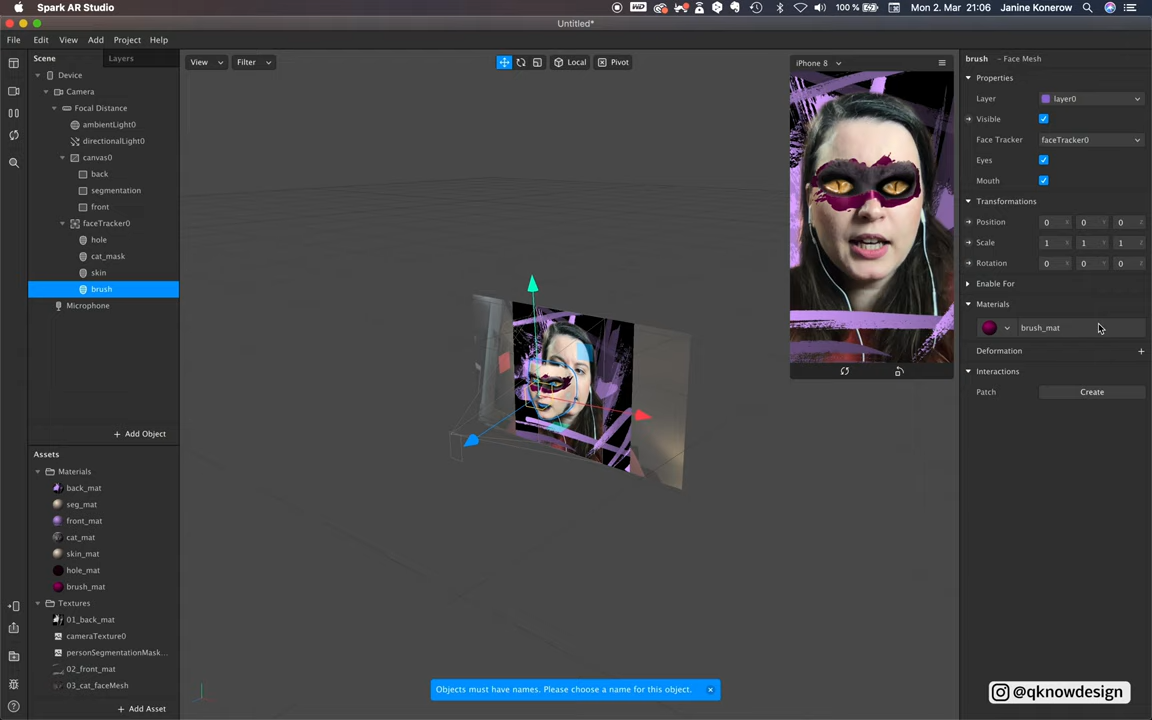 Spark AR Studio
100 %
Mon 2. Mar 21:06
Janine Konerow
Untitled*
File Edit View Add Project Help
Scene Layers
Device
Camera
Focal Distance
ambientLight0
directionalLight0
canvas0
back
segmentation
front
faceTracker0
hole
cat_mask
skin
brush
Microphone
+ Add Object
Assets
Materials
back_mat
seg_mat
front_mat
cat_mat
skin_mat
hole_mat
brush_mat
Textures
01_back_mat
cameraTexture0
personSegmentationMask...
02_front_mat
03_cat_faceMesh
+ Add Asset
View Filter
Local Pivot
Objects must have names. Please choose a name for this object.
iPhone 8
brush - Face Mesh
Properties
Layer layer0
Visible
Face Tracker faceTracker0
Eyes
Mouth
Transformations
Position 0 X 0 Y 0 Z
Scale 1 X 1 Y 1 Z
Rotation 0 X 0 Y 0 Z
Enable For
Materials
brush_mat
Deformation +
Interactions
Patch Create
@qknowdesign